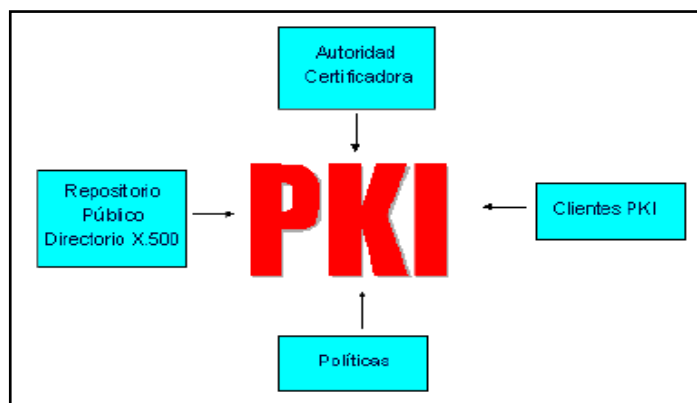 Autoridad
Certificadora
Repositorio
Público
Directorio X.500
PKI
Clientes PKI
Políticas